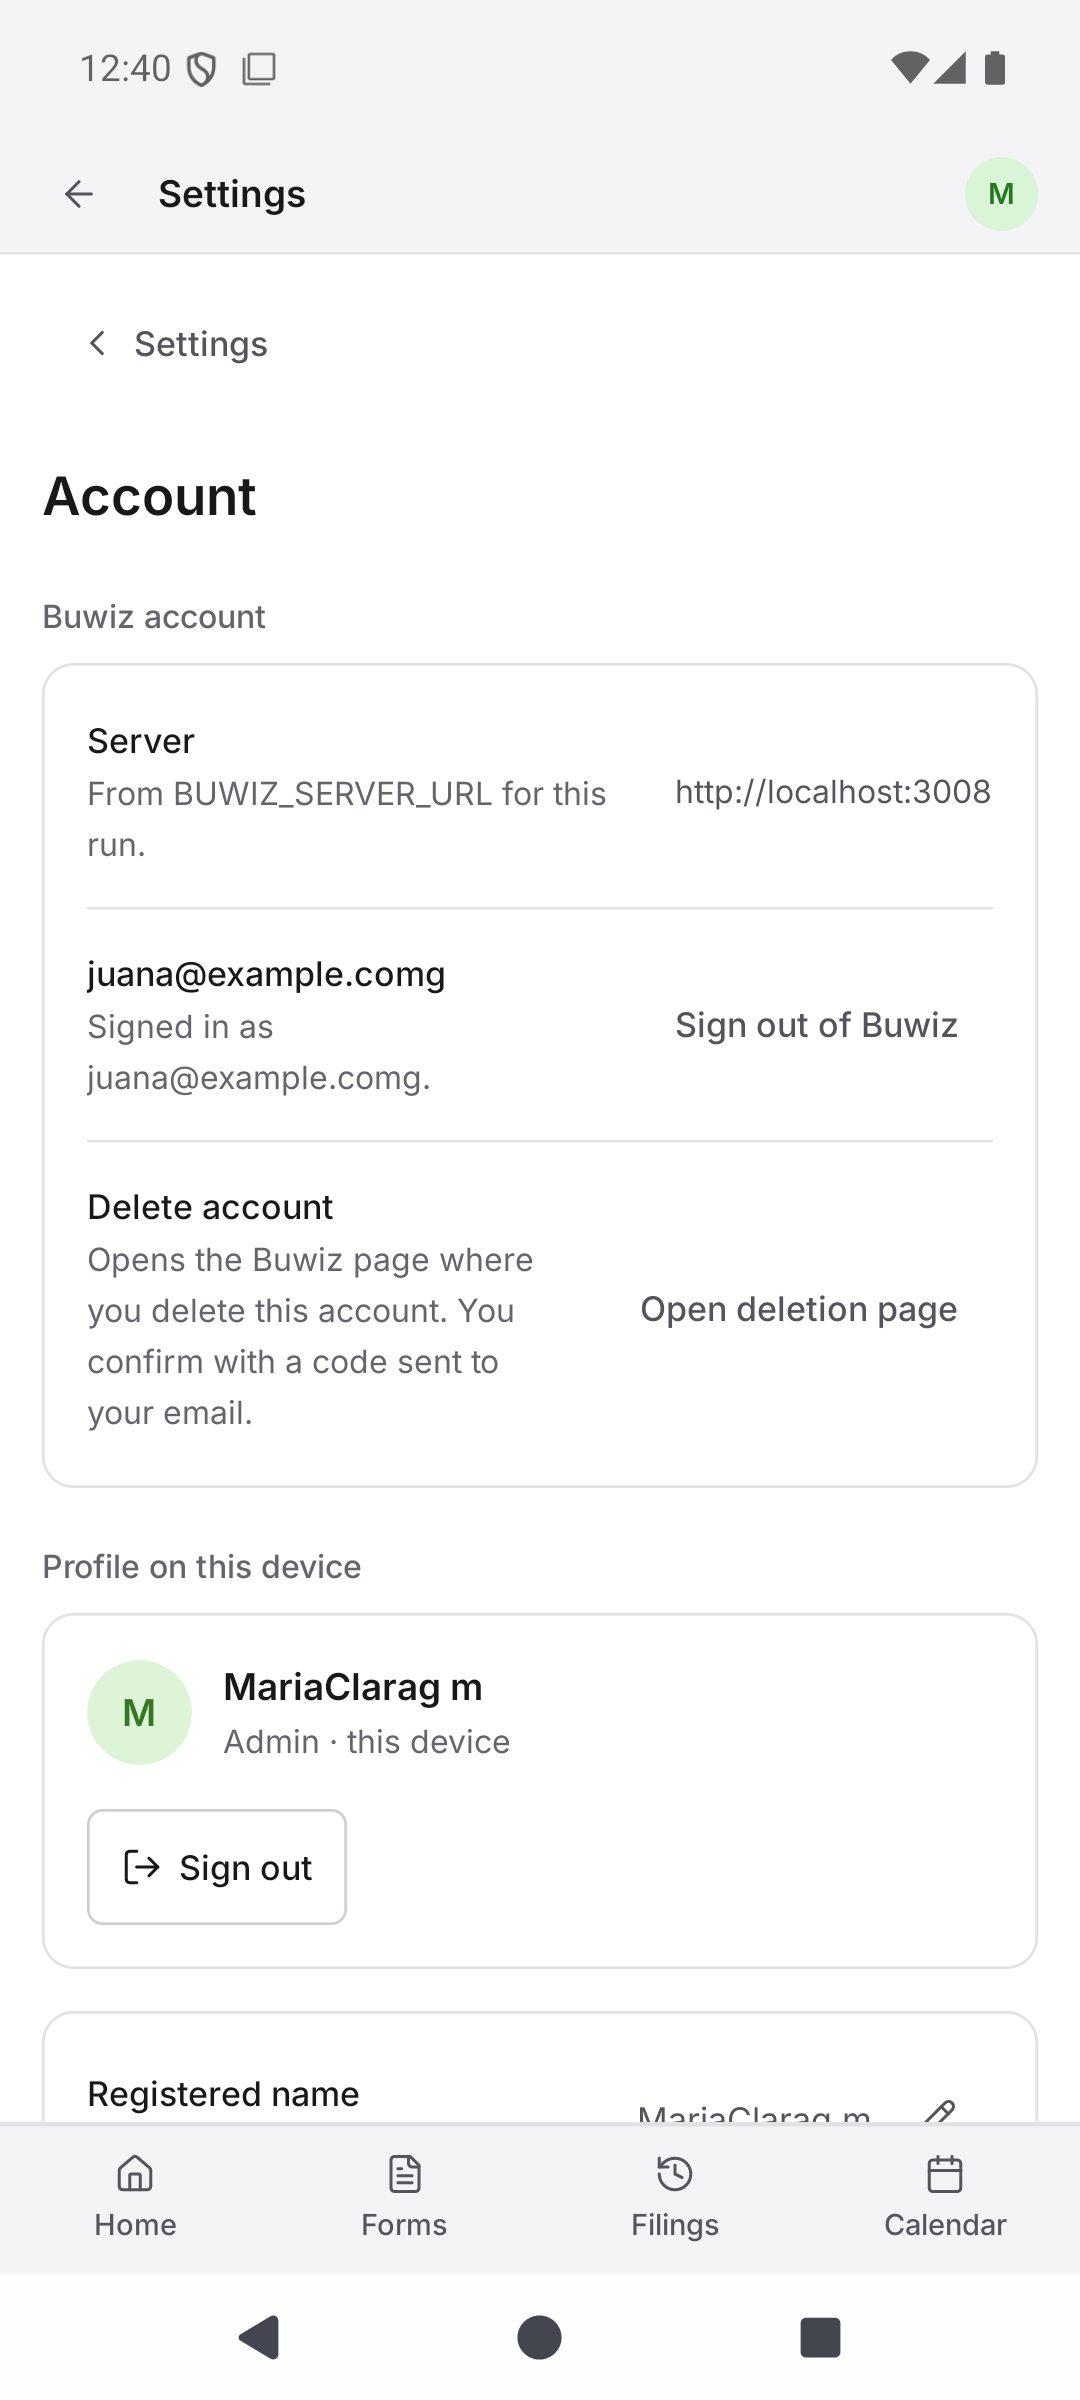 12:40
Settings
M
Settings
Account
Buwiz account
Server
From BUWIZ_SERVER_URL for this
run.
http://localhost:3008
juana@example.comg
Signed in as
juana@example.comg.
Sign out of Buwiz
Delete account
Opens the Buwiz page where
you delete this account. You
confirm with a code sent to
your email.
Open deletion page
Profile on this device
M
MariaClarag m
Admin · this device
Sign out
Registered name
MariaClarag m
Home
Forms
Filings
Calendar